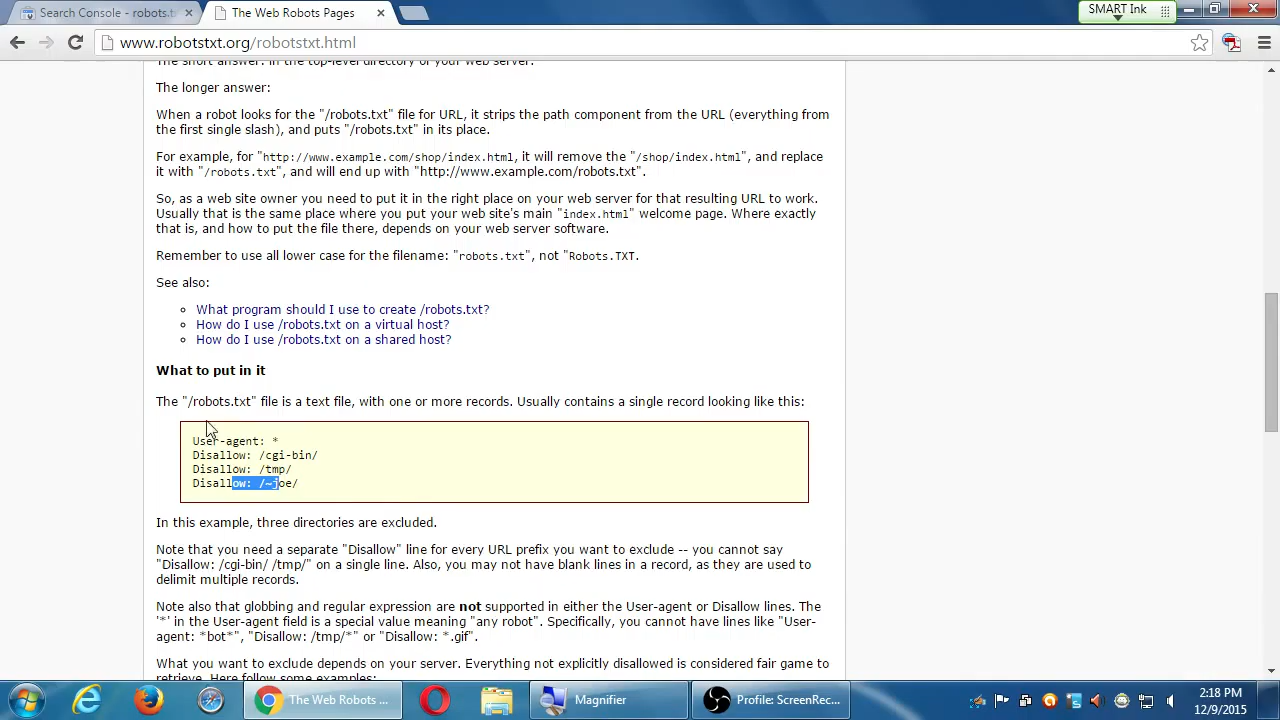 Search Console - robots.t
The Web Robots Pages
SMART Ink
www.robotstxt.org/robotstxt.html
The short answer: in the top-level directory of your web server.
The longer answer:
When a robot looks for the "/robots.txt" file for URL, it strips the path component from the URL (everything from
the first single slash), and puts "/robots.txt" in its place.
For example, for "http://www.example.com/shop/index.html, it will remove the "/shop/index.html", and replace
it with "/robots.txt", and will end up with "http://www.example.com/robots.txt".
So, as a web site owner you need to put it in the right place on your web server for that resulting URL to work.
Usually that is the same place where you put your web site's main "index.html" welcome page. Where exactly
that is, and how to put the file there, depends on your web server software.
Remember to use all lower case for the filename: "robots.txt", not "Robots.TXT.
See also:
What program should I use to create /robots.txt?
How do I use /robots.txt on a virtual host?
How do I use /robots.txt on a shared host?
What to put in it
The "/robots.txt" file is a text file, with one or more records. Usually contains a single record looking like this:
User-agent: *
Disallow: /cgi-bin/
Disallow: /tmp/
Disallow: /~joe/
In this example, three directories are excluded.
Note that you need a separate "Disallow" line for every URL prefix you want to exclude -- you cannot say
"Disallow: /cgi-bin/ /tmp/" on a single line. Also, you may not have blank lines in a record, as they are used to
delimit multiple records.
Note also that globbing and regular expression are not supported in either the User-agent or Disallow lines. The
'*' in the User-agent field is a special value meaning "any robot". Specifically, you cannot have lines like "User-
agent: *bot*", "Disallow: /tmp/*" or "Disallow: *.gif".
What you want to exclude depends on your server. Everything not explicitly disallowed is considered fair game to
retrieve. Here follow some examples:
The Web Robots ...
Magnifier
Profile: ScreenRec...
2:18 PM
12/9/2015